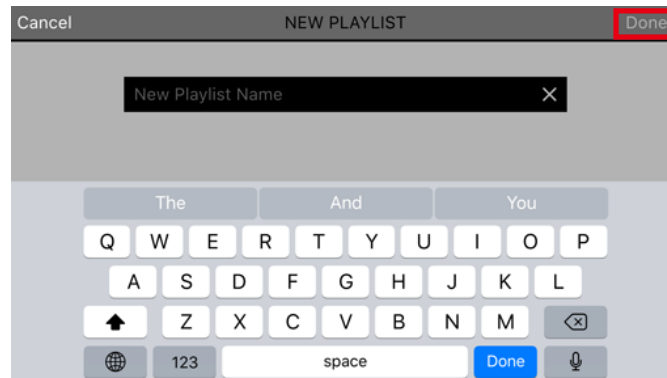 Cancel NEW PLAYLIST Done
New Playlist Name
The And You
Q W E R T Y U I O P
A S D F G H J K L
Z X C V B N M
123 space Done